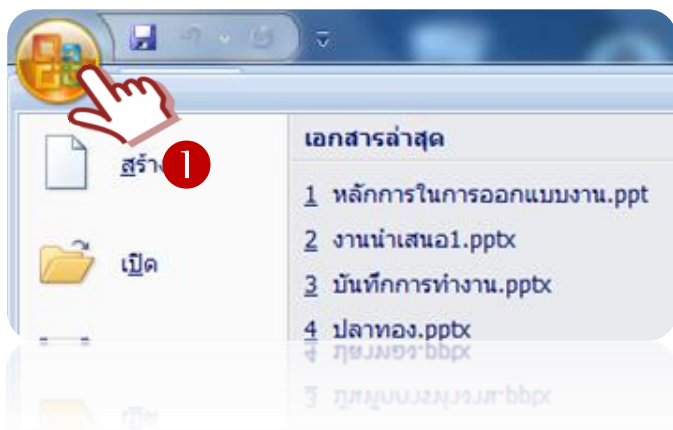 เอกสารล่าสุด
สร้าง
1
1 หลักการในการออกแบบงาน.ppt
2 งานนำเสนอ1.pptx
เปิด
3 บันทึกการทำงาน.pptx
4 ปลาทอง.pptx